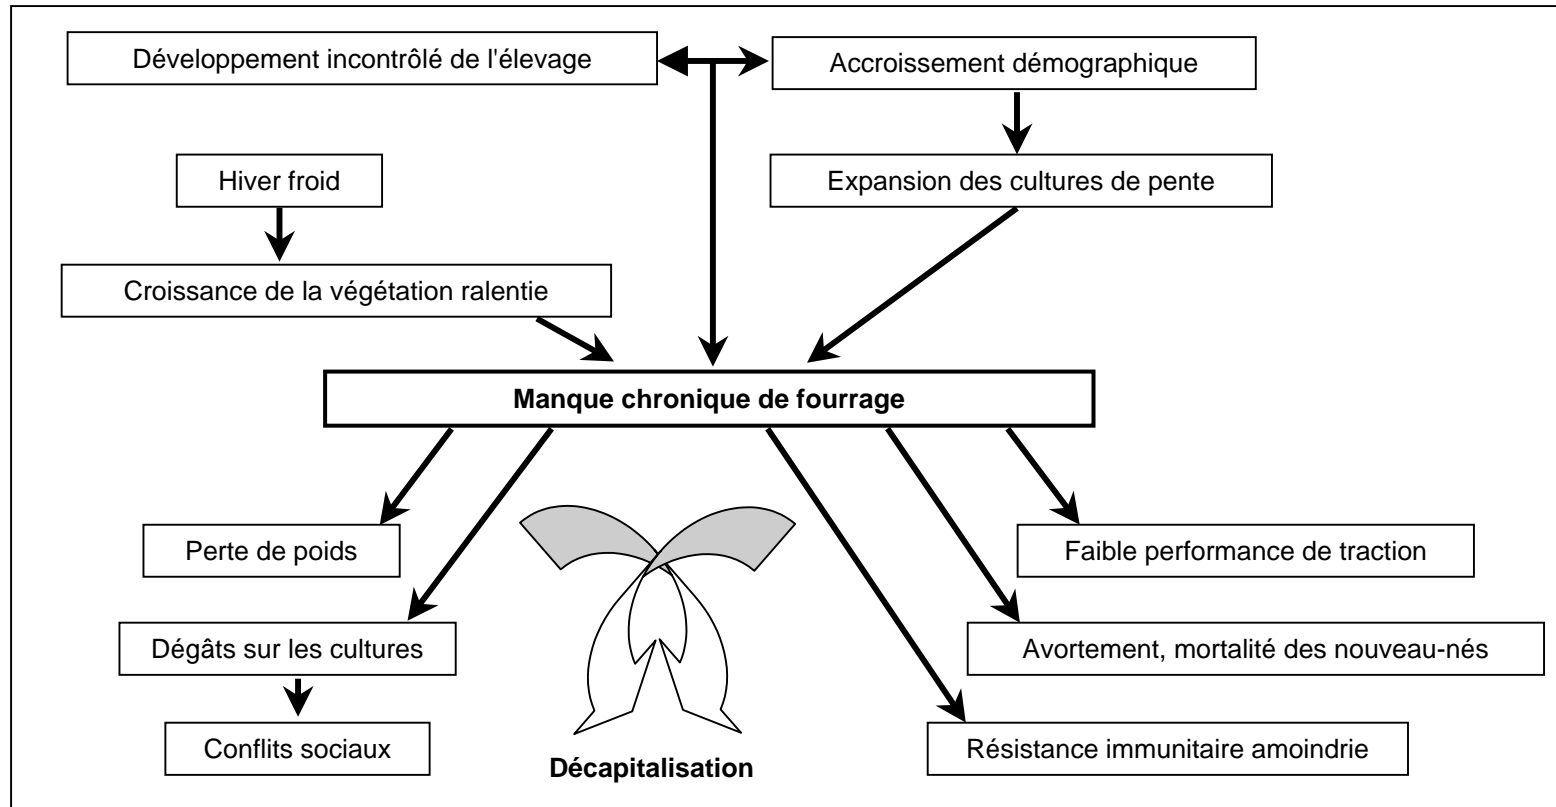 Développement incontrôlé de l'élevage
Accroissement démographique
Hiver froid
Expansion des cultures de pente
Croissance de la végétation ralentie
Manque chronique de fourrage
Perte de poids
Faible performance de traction
Dégâts sur les cultures
Avortement, mortalité des nouveau-nés
Conflits sociaux
Résistance immunitaire amoindrie
Décapitalisation